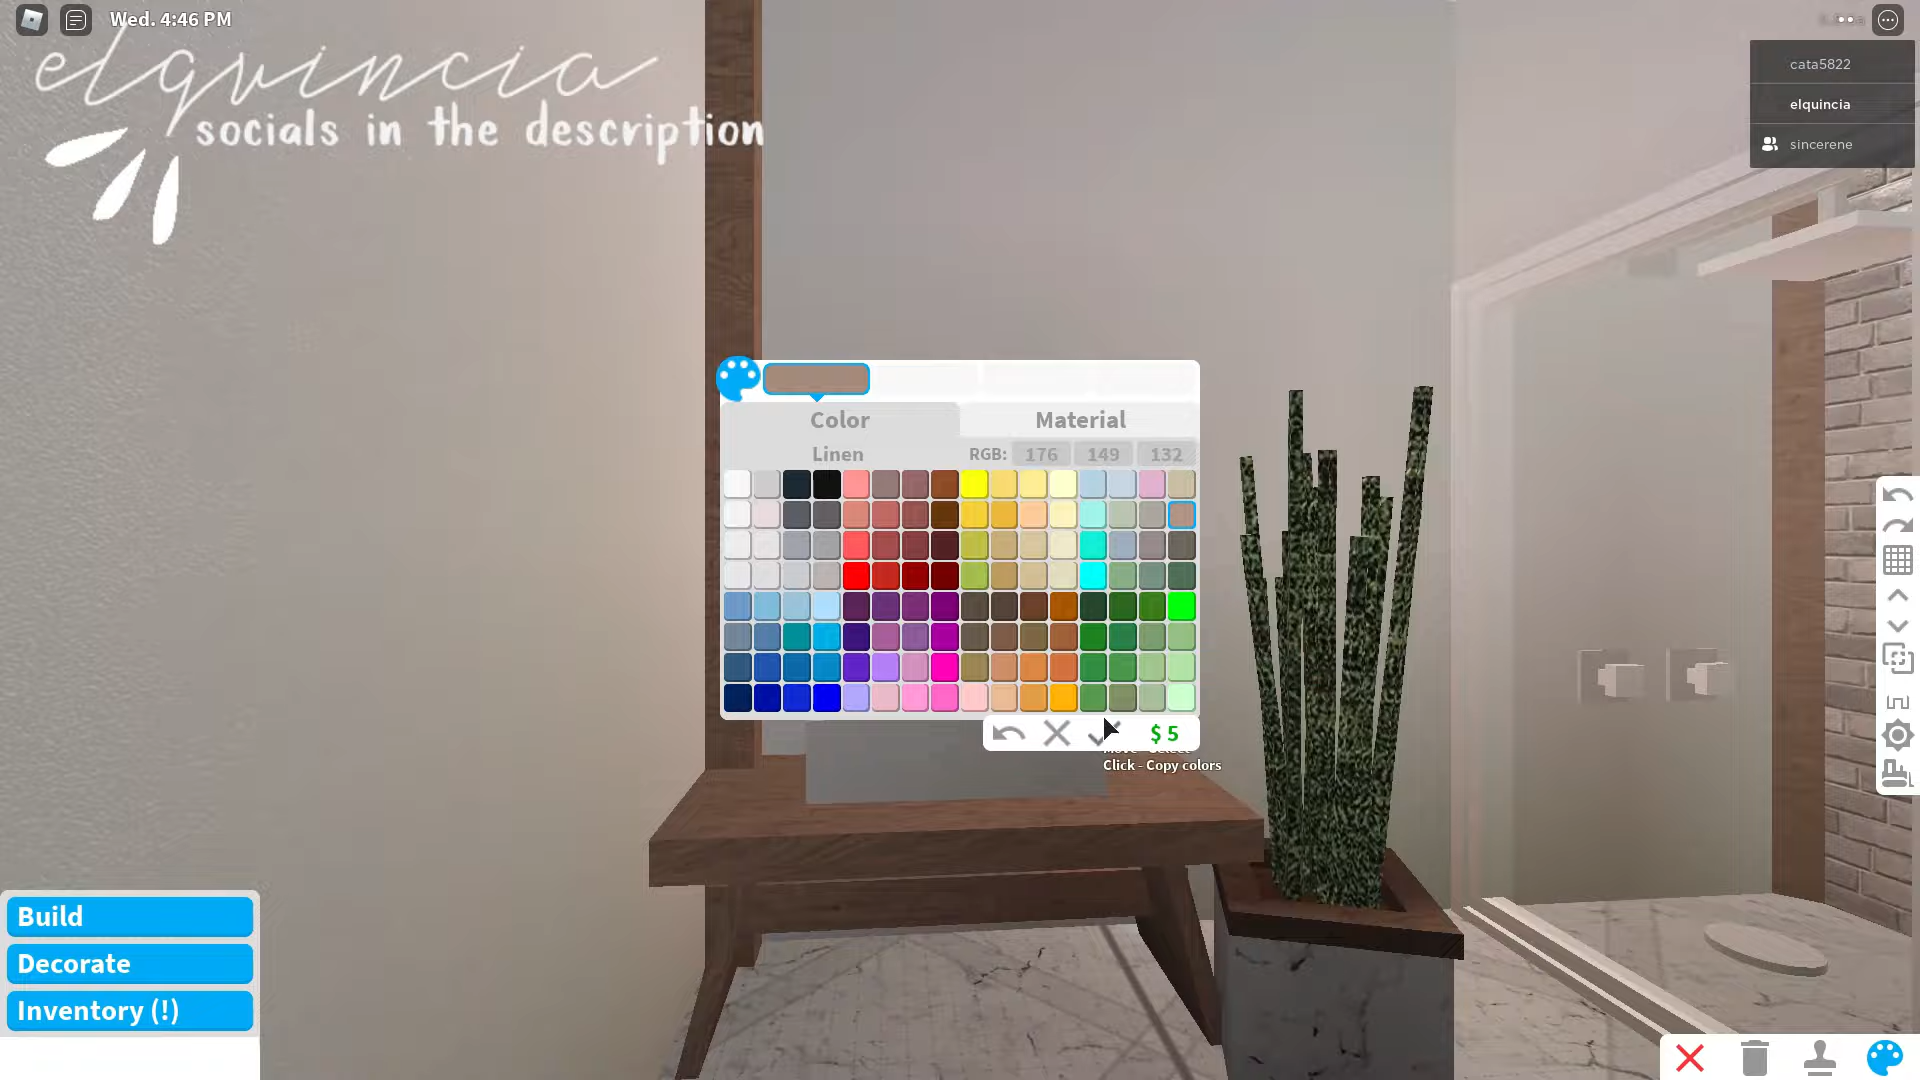 Wed. 4:46 PM
elquincia
socials in the description
cata5822
elquincia
sincerene
Color
Material
Linen
RGB: 176 149 132
$ 5
Click - Copy colors
Build
Decorate
Inventory (!)